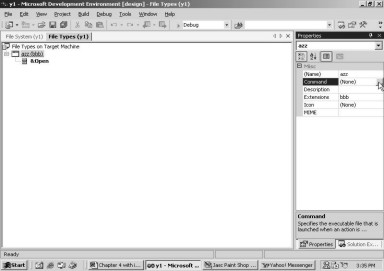 y1 - Microsoft Development Environment [design] - File Types (y1)
File Edit View Project Build Debug Tools Window Help
Debug
File System (y1) File Types (y1)
File Types on Target Machine
azz (bbb)
&Open
Properties
azz
Misc
(Name) azz
Command (None)
Description
Extensions bbb
Icon (None)
MIME
Command
Specifies the executable file that is
launched when an action is ...
Properties Solution Ex...
Ready
Start Chapter 4 with i... y1 - Microsoft ... Jasc Paint Shop ... Yahoo! Messenger 3:35 PM